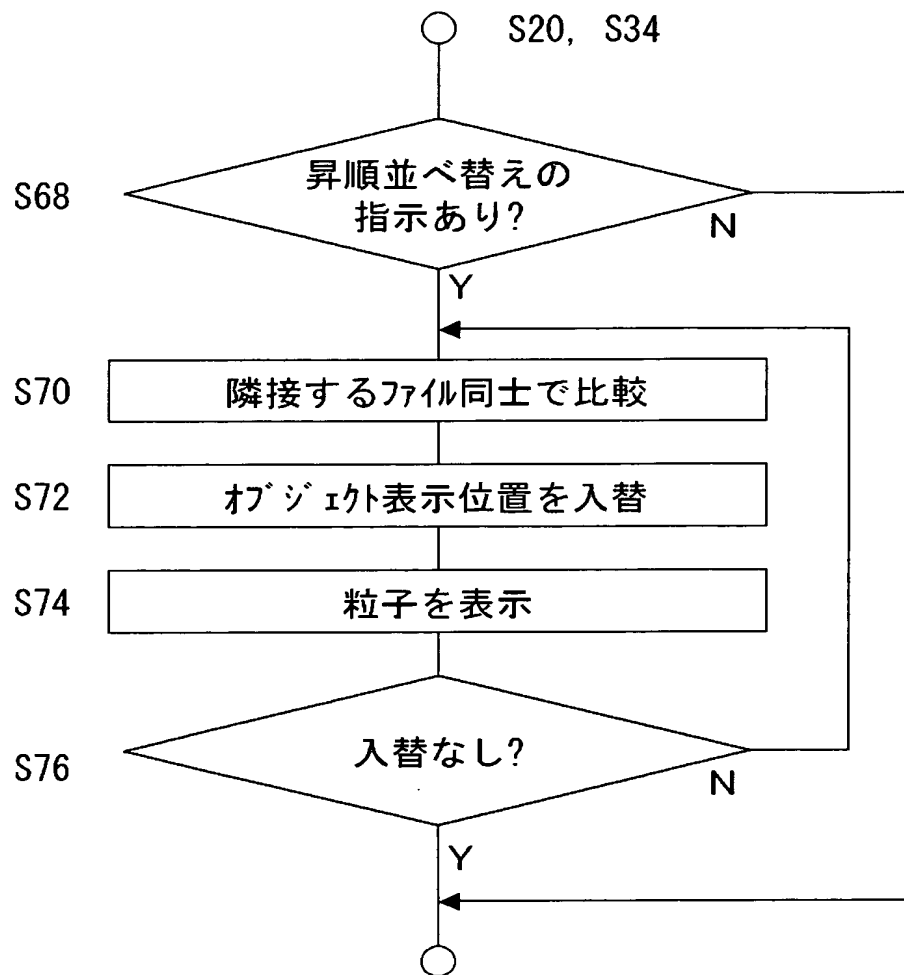 S20, S34
S68
昇順並べ替えの
指示あり?
N
Y
S70
隣接するファイル同士で比較
S72
オブジェクト表示位置を入替
S74
粒子を表示
S76
入替なし?
N
Y